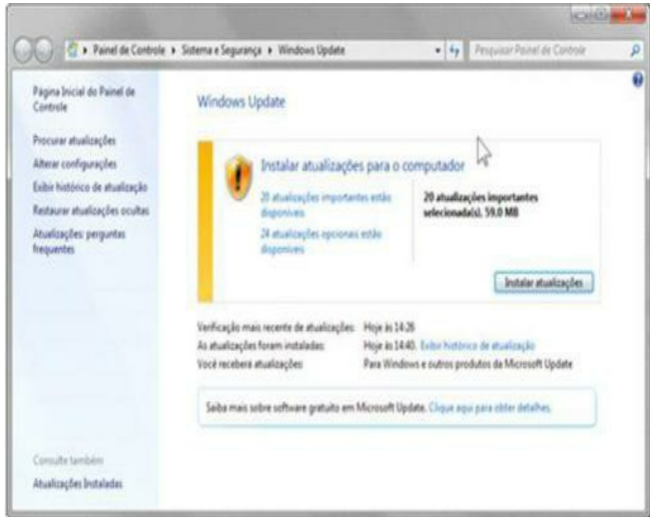 Painel de Controle ▸ Sistema e Segurança ▸ Windows Update
Pesquisar Painel de Controle
Página Inicial do Painel de
Controle
Procurar atualizações
Alterar configurações
Exibir histórico de atualização
Restaurar atualizações ocultas
Atualizações: perguntas
frequentes
Windows Update
Instalar atualizações para o computador
20 atualizações importantes estão
disponíveis
24 atualizações opcionais estão
disponíveis
20 atualizações importantes
selecionada(s), 59.0 MB
Instalar atualizações
Verificação mais recente de atualizações: Hoje às 14:26
As atualizações foram instaladas: Hoje às 14:40. Exibir histórico de atualização
Você receberá atualizações: Para Windows e outros produtos da Microsoft Update
Saiba mais sobre software gratuito em Microsoft Update. Clique aqui para obter detalhes.
Consulte também
Atualizações Instaladas